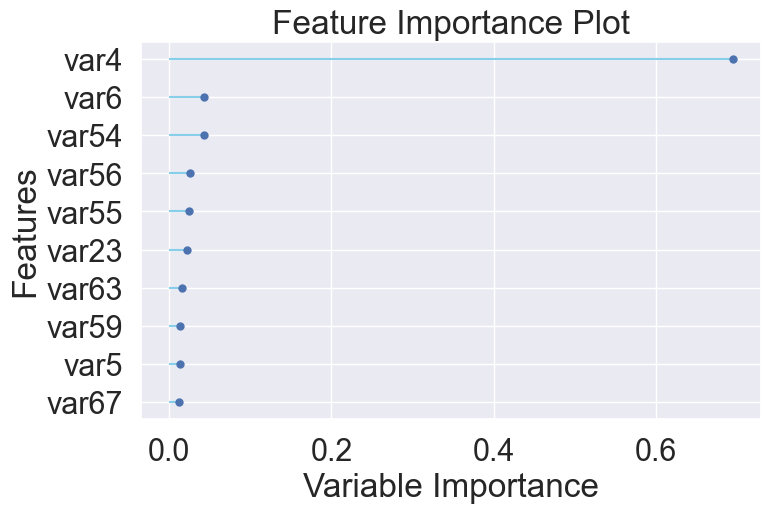 Feature Importance Plot
Features
var4
var6
var54
var56
var55
var23
var63
var59
var5
var67
0.0 0.2 0.4 0.6
Variable Importance